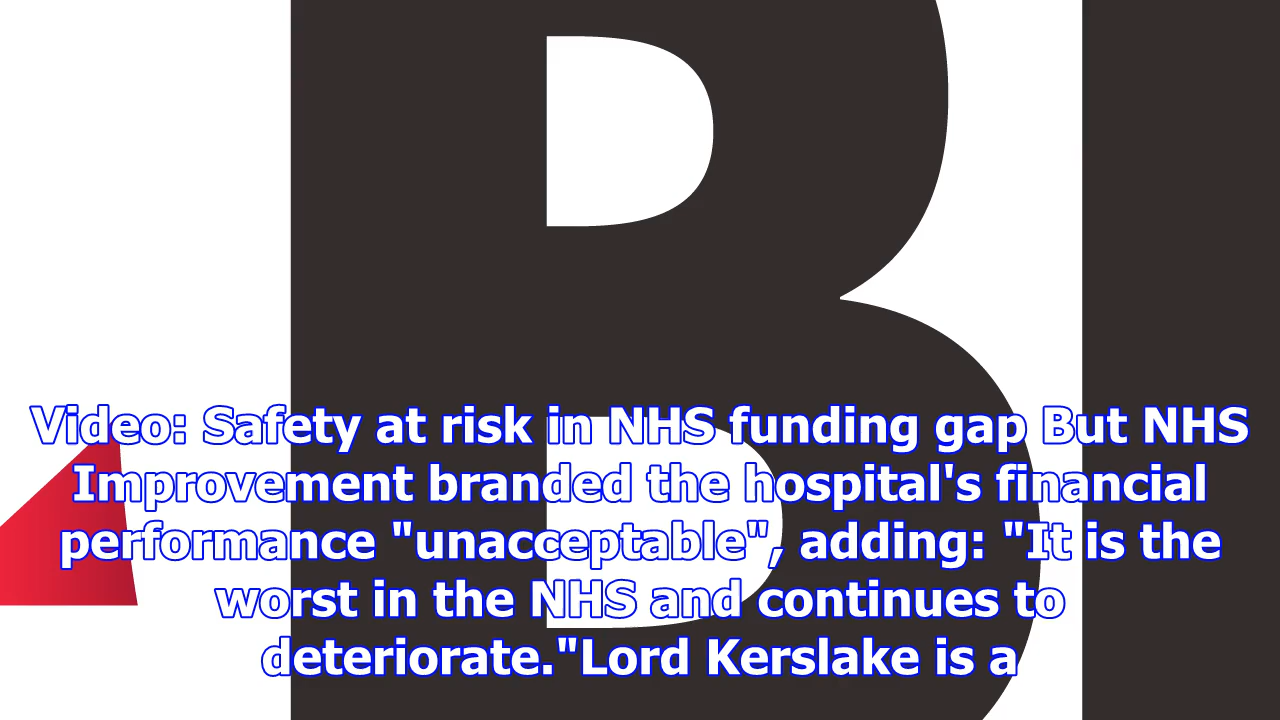 B
Video: Safety at risk in NHS funding gap But NHS
Improvement branded the hospital's financial
performance "unacceptable", adding: "It is the
worst in the NHS and continues to
deteriorate."Lord Kerslake is a